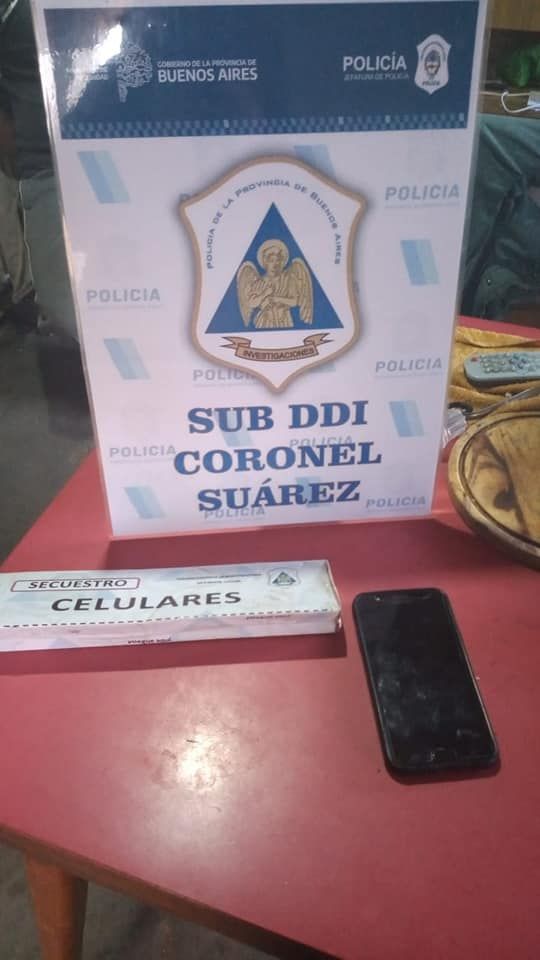 GOBIERNO DE LA PROVINCIA DE
BUENOS AIRES
POLICÍA
JEFATURA DE POLICÍA
POLICIA DE LA PROVINCIA DE BUENOS AIRES
INVESTIGACIONES
POLICIA
POLICIA
POLICIA
POLICIA
POLICIA
POLICIA
POLICIA
SUB DDI
CORONEL
SUÁREZ
SECUESTRO
CELULARES